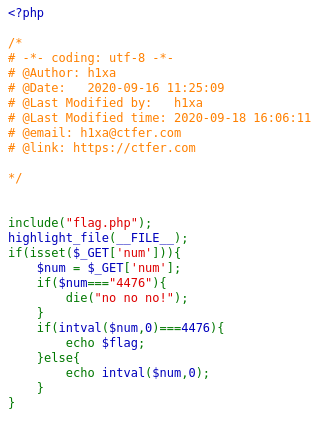 <?php

/*
# -*- coding: utf-8 -*-
# @Author: h1xa
# @Date:   2020-09-16 11:25:09
# @Last Modified by:   h1xa
# @Last Modified time: 2020-09-18 16:06:11
# @email: h1xa@ctfer.com
# @link: https://ctfer.com

*/


include("flag.php");
highlight_file(__FILE__);
if(isset($_GET['num'])){
    $num = $_GET['num'];
    if($num==="4476"){
        die("no no no!");
    }
    if(intval($num,0)===4476){
        echo $flag;
    }else{
        echo intval($num,0);
    }
}